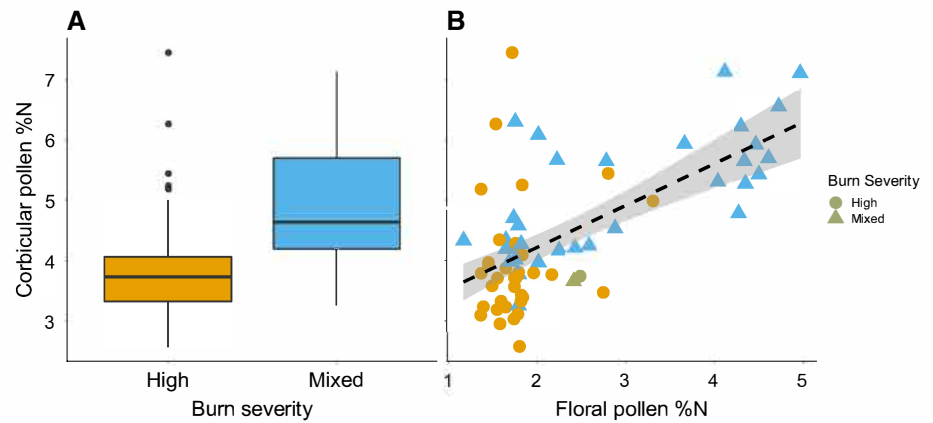 A
B
Corbicular pollen %N
7
6
5
4
3
High
Mixed
Burn severity
1
2
3
4
5
Floral pollen %N
Burn Severity
High
Mixed